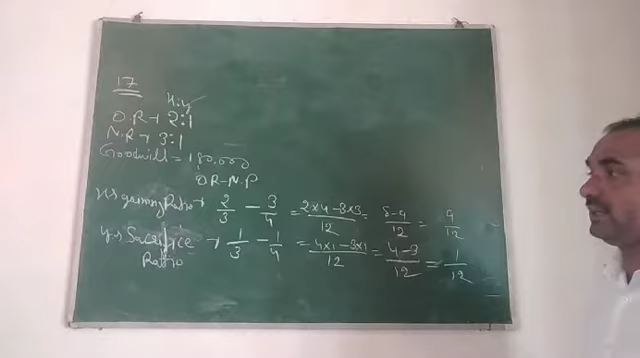 17
H:y
O.R → 2:1
N.R → 3:1
Goodwill = 180,000
OR-N.P
X's gaining Ratio → 2/3 - 3/4 = 2×4-3×3/12 = 8-9/12 = 9/12
y's Sacrifice Ratio → 1/3 - 1/4 = 4×1-3×1/12 = 4-3/12 = 1/12